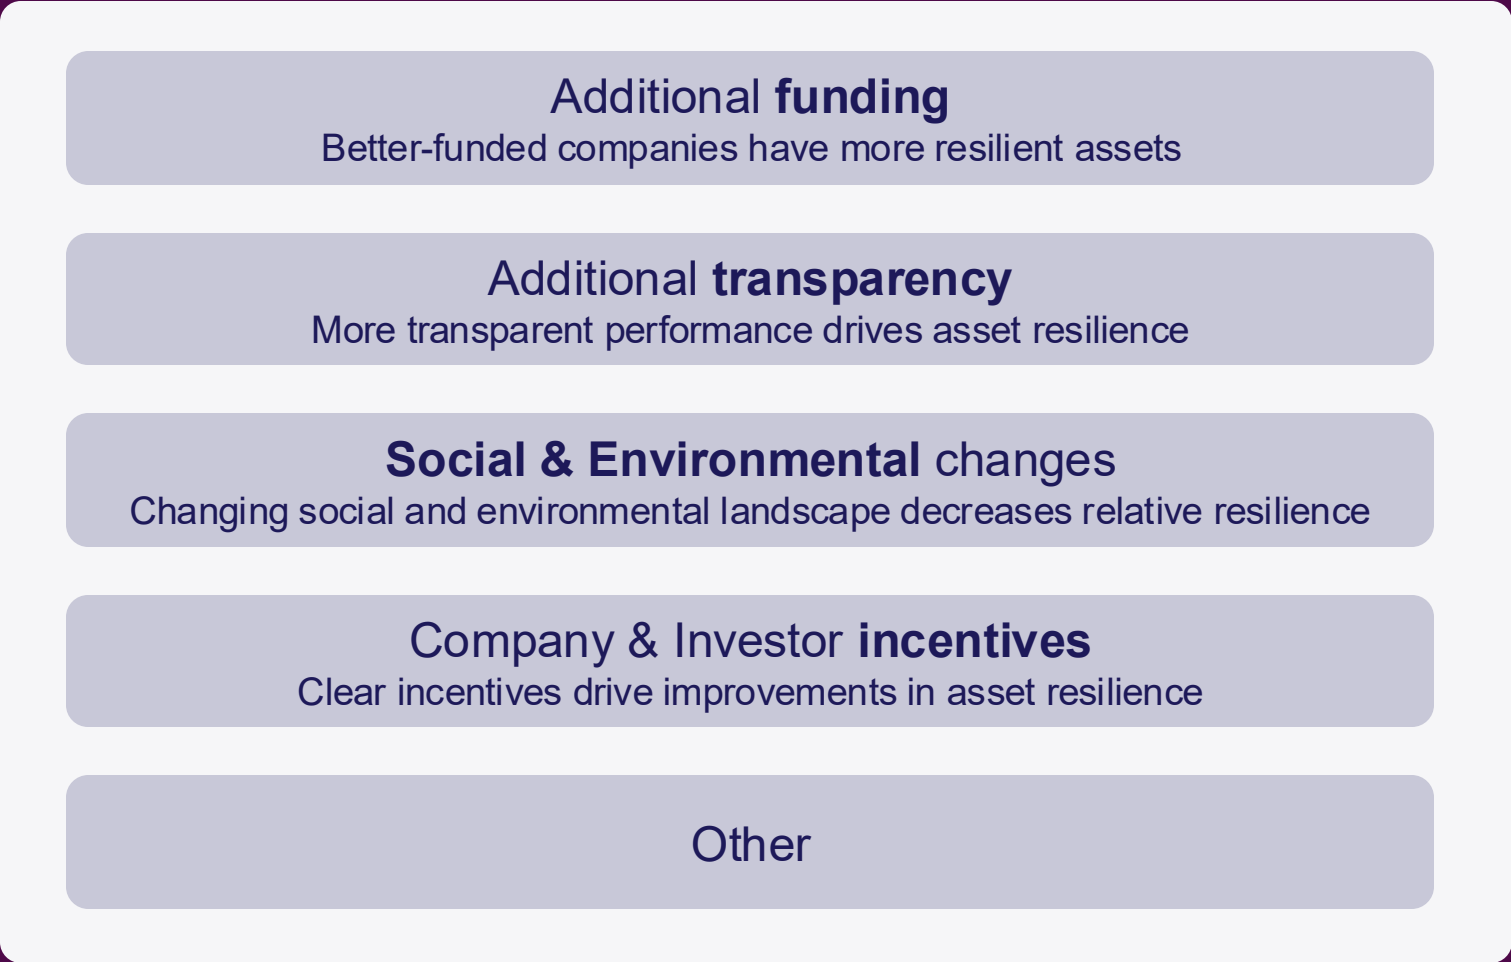 Additional funding
Better-funded companies have more resilient assets
Additional transparency
More transparent performance drives asset resilience
Social & Environmental changes
Changing social and environmental landscape decreases relative resilience
Company & Investor incentives
Clear incentives drive improvements in asset resilience
Other